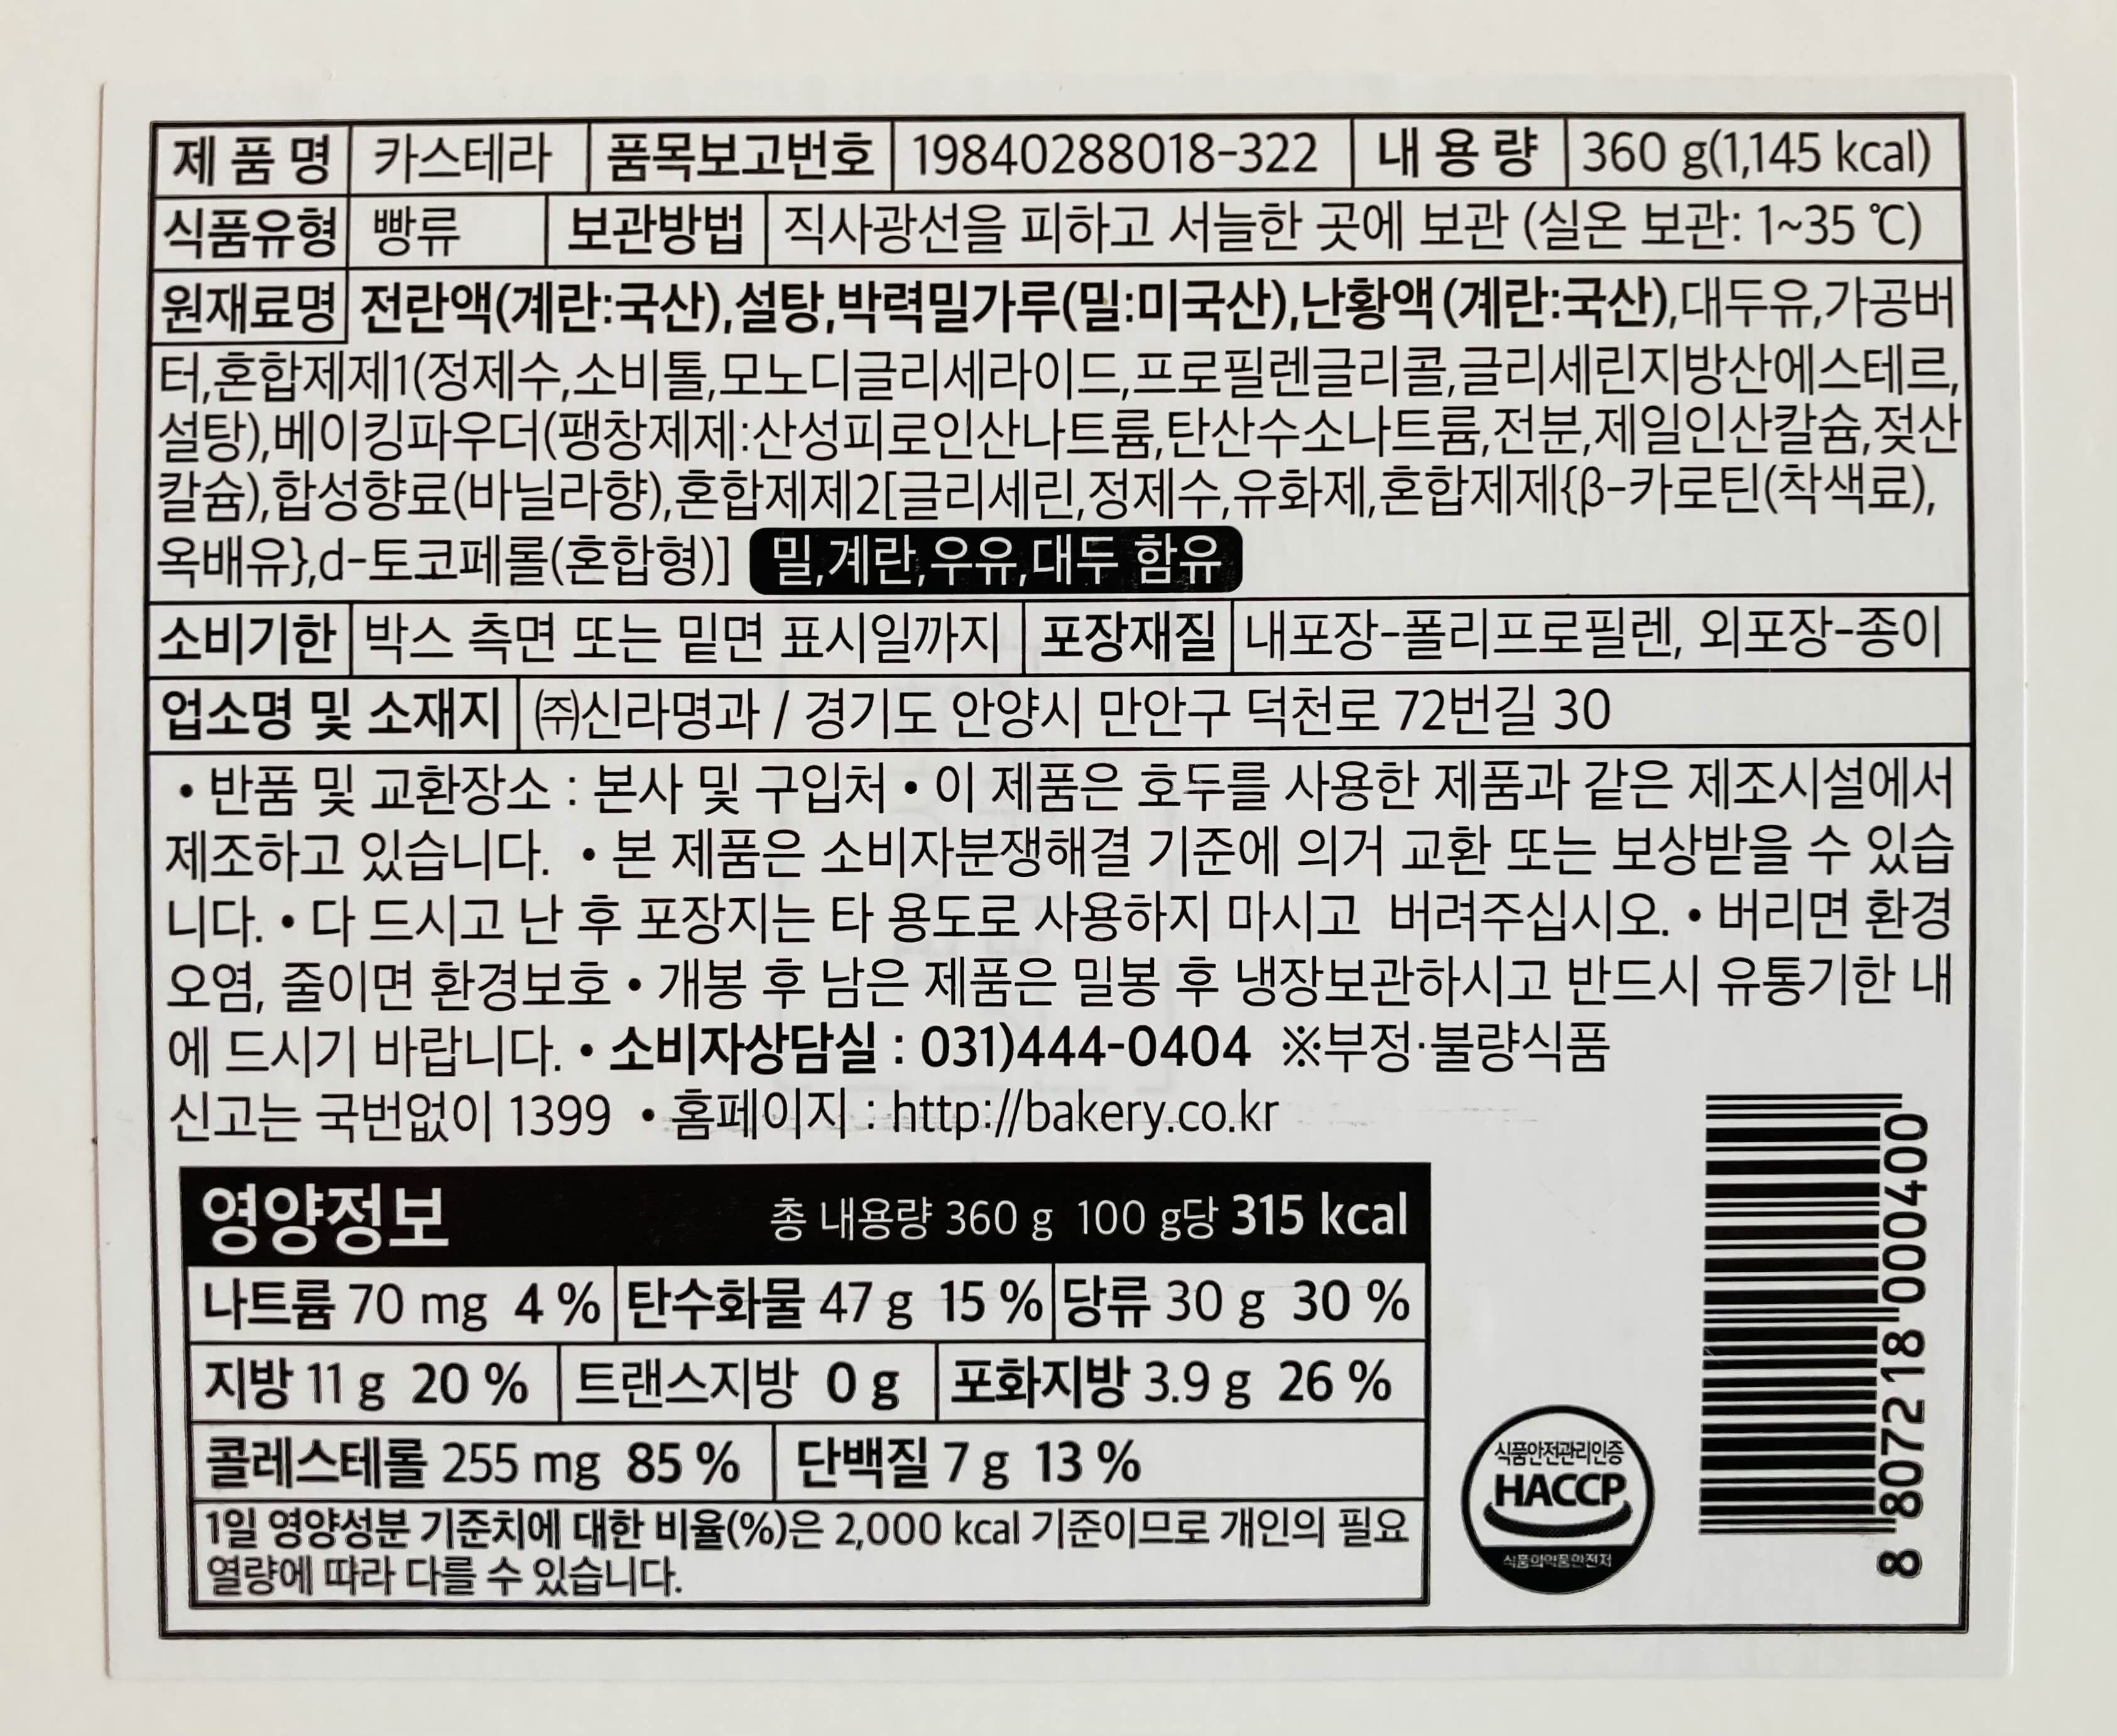 제 품 명 카스테라 품목보고번호 19840288018-322 내 용 량 360 g(1,145 kcal)
식품유형 빵류 보관방법 직사광선을 피하고 서늘한 곳에 보관 (실온 보관: 1~35 ℃)
원재료명 전란액(계란:국산),설탕,박력밀가루(밀:미국산),난황액(계란:국산),대두유,가공버
터,혼합제제1(정제수,소비톨,모노디글리세라이드,프로필렌글리콜,글리세린지방산에스테르,
설탕),베이킹파우더(팽창제제:산성피로인산나트륨,탄산수소나트륨,전분,제일인산칼슘,젖산
칼슘),합성향료(바닐라향),혼합제제2[글리세린,정제수,유화제,혼합제제{β-카로틴(착색료),
옥배유},d-토코페롤(혼합형)] 밀,계란,우유,대두 함유
소비기한 박스 측면 또는 밑면 표시일까지 포장재질 내포장-폴리프로필렌, 외포장-종이
업소명 및 소재지 ㈜신라명과 / 경기도 안양시 만안구 덕천로 72번길 30
• 반품 및 교환장소 : 본사 및 구입처 • 이 제품은 호두를 사용한 제품과 같은 제조시설에서
제조하고 있습니다. • 본 제품은 소비자분쟁해결 기준에 의거 교환 또는 보상받을 수 있습
니다. • 다 드시고 난 후 포장지는 타 용도로 사용하지 마시고 버려주십시오. • 버리면 환경
오염, 줄이면 환경보호 • 개봉 후 남은 제품은 밀봉 후 냉장보관하시고 반드시 유통기한 내
에 드시기 바랍니다. • 소비자상담실 : 031)444-0404 ※부정·불량식품
신고는 국번없이 1399 • 홈페이지 : http://bakery.co.kr
영양정보 총 내용량 360 g 100 g당 315 kcal
나트륨 70 mg 4 % 탄수화물 47 g 15 % 당류 30 g 30 %
지방 11 g 20 % 트랜스지방 0 g 포화지방 3.9 g 26 %
콜레스테롤 255 mg 85 % 단백질 7 g 13 %
1일 영양성분 기준치에 대한 비율(%)은 2,000 kcal 기준이므로 개인의 필요
열량에 따라 다를 수 있습니다.
식품안전관리인증
HACCP
식품의약품안전처
8 807218 000400